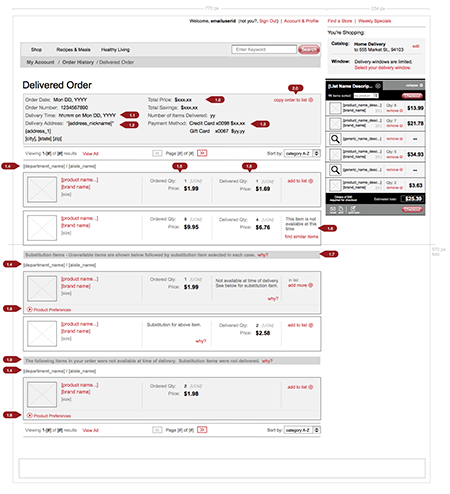 770 px
Welcome, emailuserid (not you?, Sign Out) | Account & Profile
Find a Store | Weekly Specials
You're Shopping:
Catalog: Home Delivery
to 555 Market St., 94103
edit
Window: Delivery windows are limited.
Select your delivery window.
Shop Recipes & Meals Healthy Living
Enter Keyword
Search
My Account / Order History / Delivered Order
Delivered Order
2.0
Order Date: Mon DD, YYYY
Order Number: 1234567890
Delivery Time: hh:mm on Mon DD, YYYY
1.1
Delivery Address: [address_nickname]"
1.2
[address_1]
[city], [state] [zip]
Total Price: $xxx.xx
1.0
Total Savings: $xxx.xx
Number of Items Delivered: yy
Payment Method: Credit Card x0099 $xx.xx
1.3
Gift Card x0067 $yy.yy
copy order to list
[List Name Descrip...
remove
[product_name_desc...]
Qty: 5
$13.99
[product_name_desc...]
Qty: 7
$21.78
[product_name_desc...]
--
[product_name_desc...]
Qty: 5
$34.93
[product_name_desc...]
--
[product_name_desc...]
Qty: 2
$3.63
Estimated total: $25.30
Viewing 1-[#] of [#] results View All
Page [#] of [#]
Sort by: category A-Z
1.4
[department_name] / [aisle_name]
1.5
1.5
[product name...]
[brand name]
[size]
Ordered Qty: 1 [UOM]
Price: $1.99
Delivered Qty: 1 [UOM]
Price: $1.69
add to list
[product name...]
[brand name]
[size]
Ordered Qty: 5 [UOM]
Price: $9.95
Delivered Qty: 4 [UOM]
Price: $6.76
This item is not
available at this
time
find similar items
1.6
Substitution items - Unavailable items are shown below followed by substitution item selected in each case. why?
1.7
1.4
[department_name] / [aisle_name]
[product name...]
[brand name]
[size]
Ordered Qty: 1 [UOM]
Price: $1.99
Not available at time of delivery
See below for substitution item.
why?
in list
add more
1.8
Product Preferences
[product name...]
[brand name]
[size]
Substitution for above item.
why?
Delivered Qty: 2 [UOM]
Price: $2.58
add to list
The following items in your order were not available at time of delivery. Substitution items were not delivered. why?
1.4
[department_name] / [aisle_name]
[product name...]
[brand name]
[size]
Ordered Qty: 2 [UOM]
Price: $1.98
add to list
1.8
Product Preferences
Viewing 1-[#] of [#] results View All
Page [#] of [#]
Sort by: category A-Z